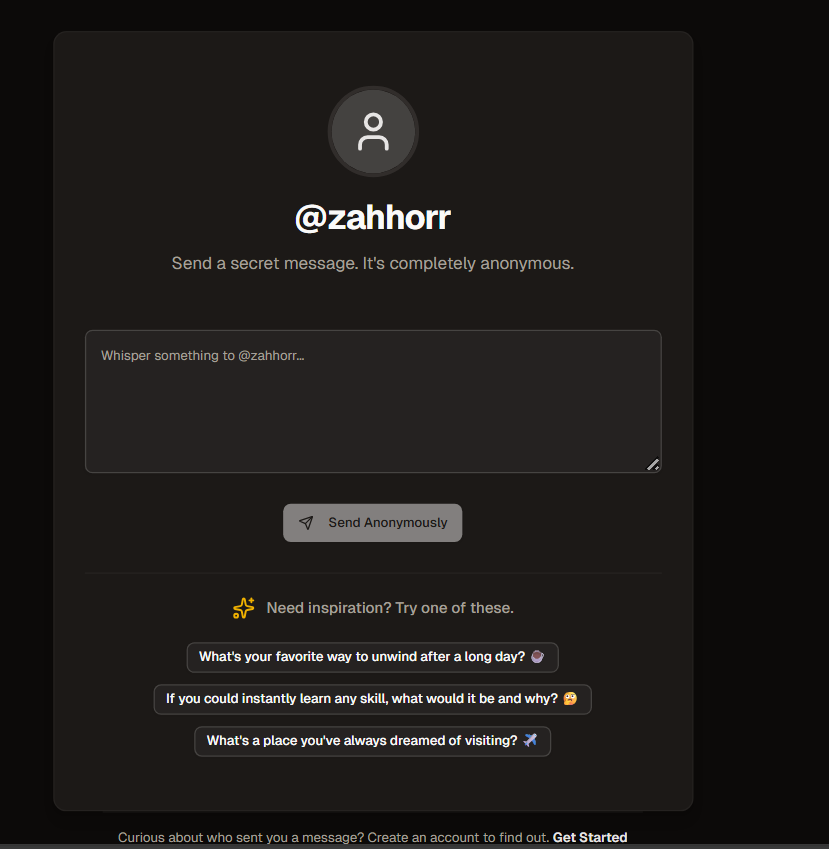 @zahhorr
Send a secret message. It's completely anonymous.
Whisper something to @zahhorr...
Send Anonymously
Need inspiration? Try one of these.
What's your favorite way to unwind after a long day?
If you could instantly learn any skill, what would it be and why? 🤔
What's a place you've always dreamed of visiting? ✈️
Curious about who sent you a message? Create an account to find out. Get Started